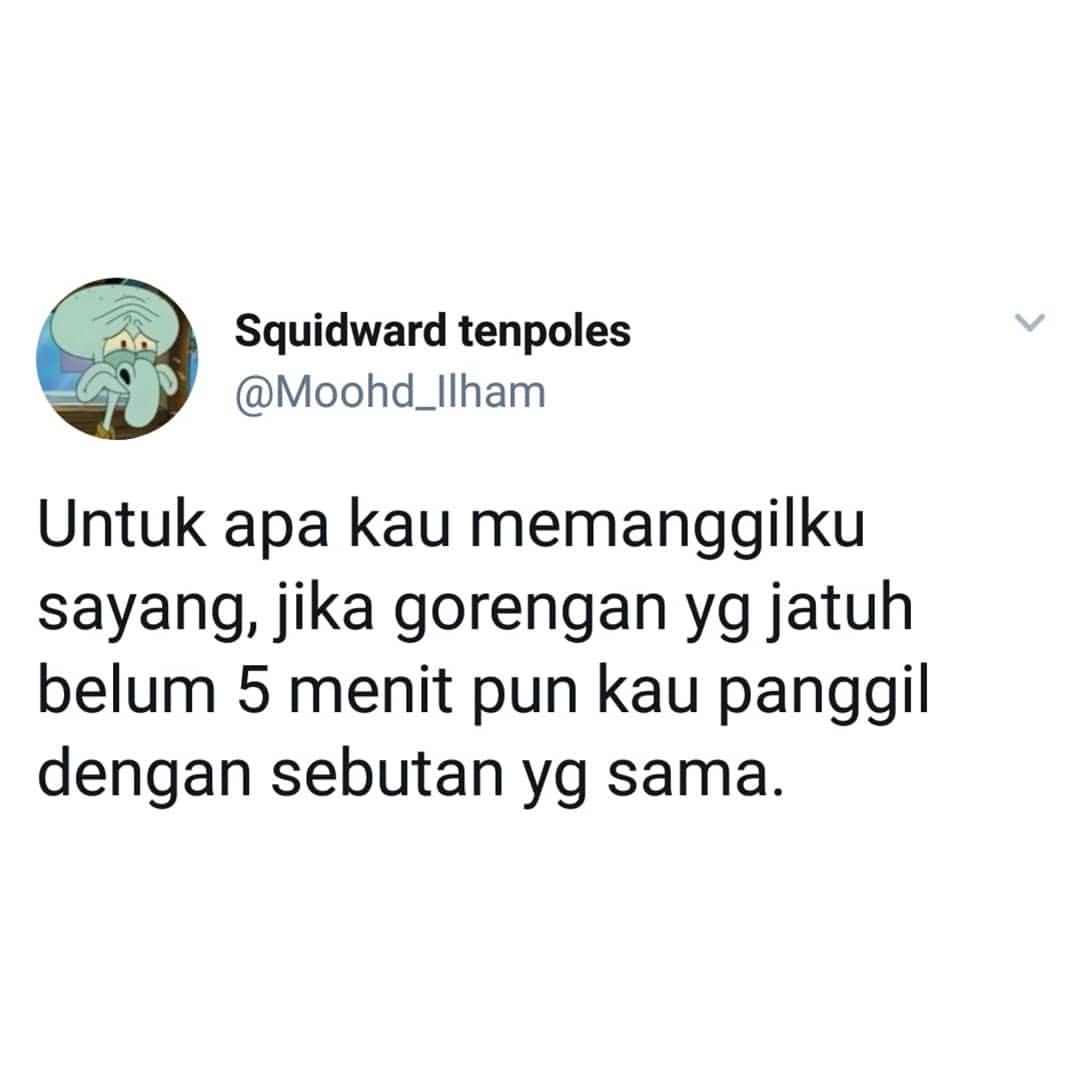 Squidward tenpoles
@Moohd_Ilham
Untuk apa kau memanggilku
sayang, jika gorengan yg jatuh
belum 5 menit pun kau panggil
dengan sebutan yg sama.